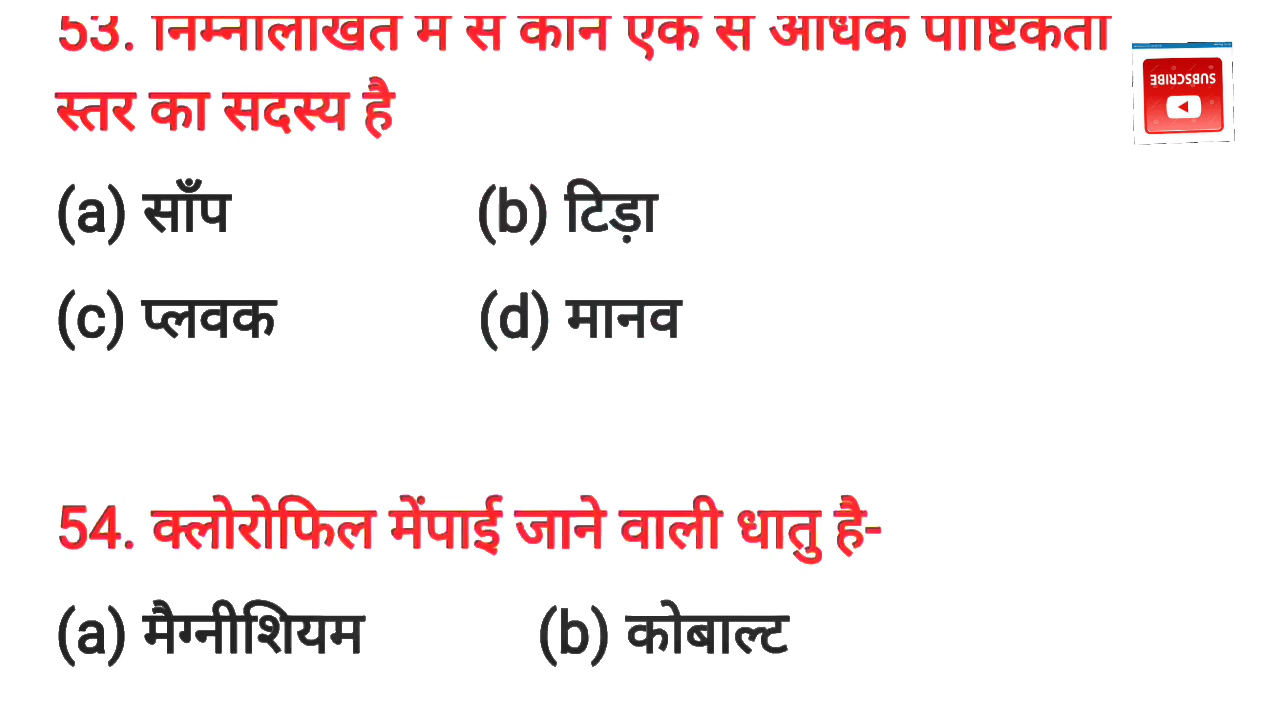 53. निम्नलिखित में से कौन एक से अधिक पोष्टिकता
स्तर का सदस्य है
SUBSCRIBE
(a) साँप (b) टिड़ा
(c) प्लवक (d) मानव
54. क्लोरोफिल मेंपाई जाने वाली धातु है-
(a) मैग्नीशियम (b) कोबाल्ट